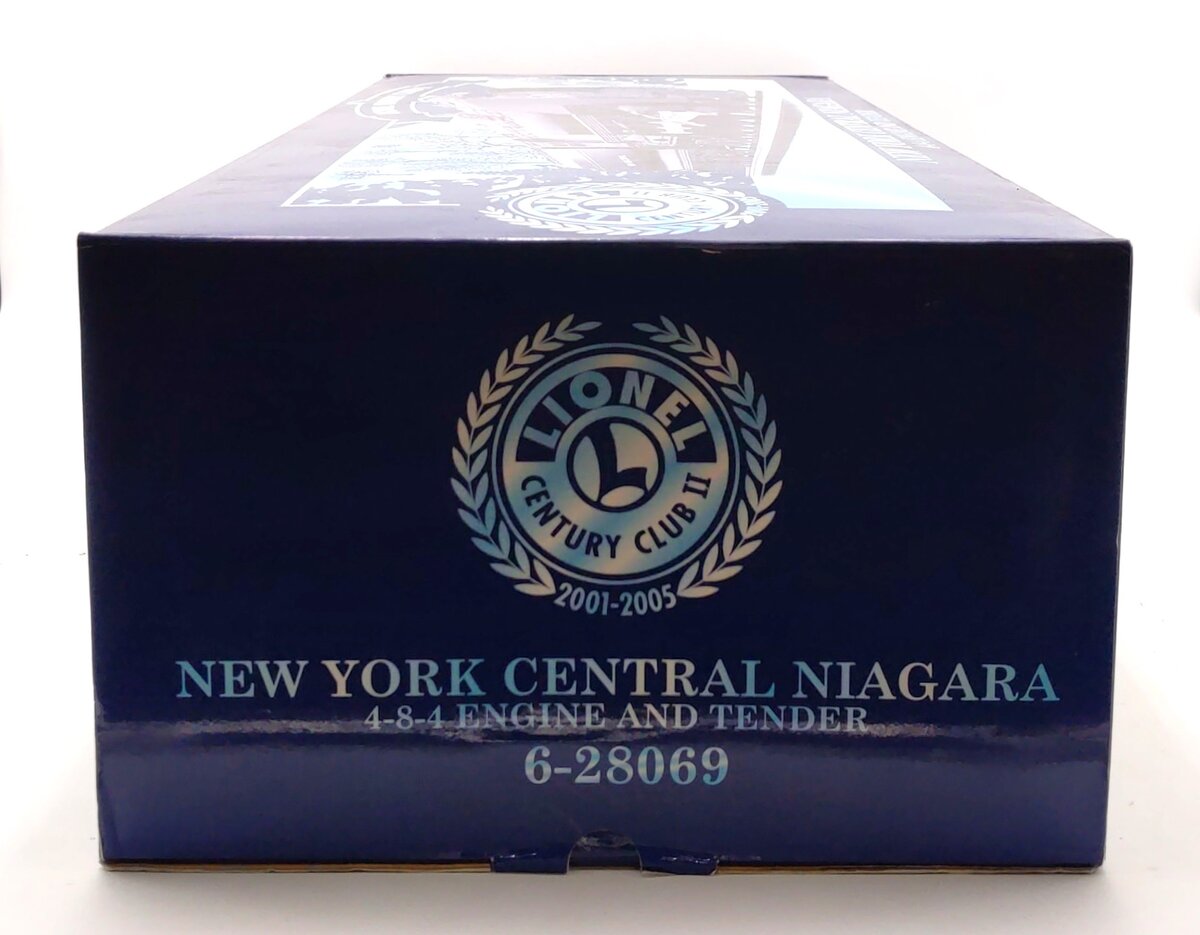 LIONEL
CENTURY CLUB II
2001-2005
NEW YORK CENTRAL NIAGARA
4-8-4 ENGINE AND TENDER
6-28069